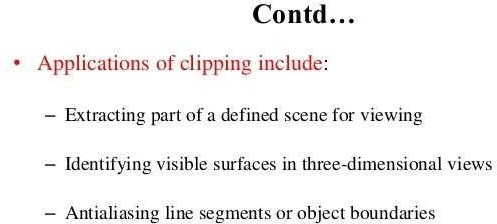 Contd…
• Applications of clipping include:
– Extracting part of a defined scene for viewing
– Identifying visible surfaces in three-dimensional views
– Antialiasing line segments or object boundaries